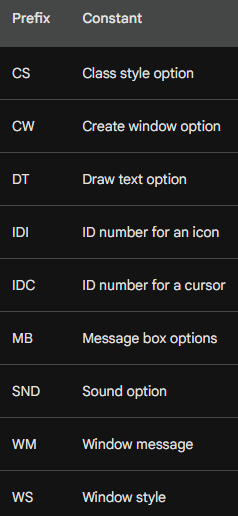 Prefix Constant
CS Class style option
CW Create window option
DT Draw text option
IDI ID number for an icon
IDC ID number for a cursor
MB Message box options
SND Sound option
WM Window message
WS Window style